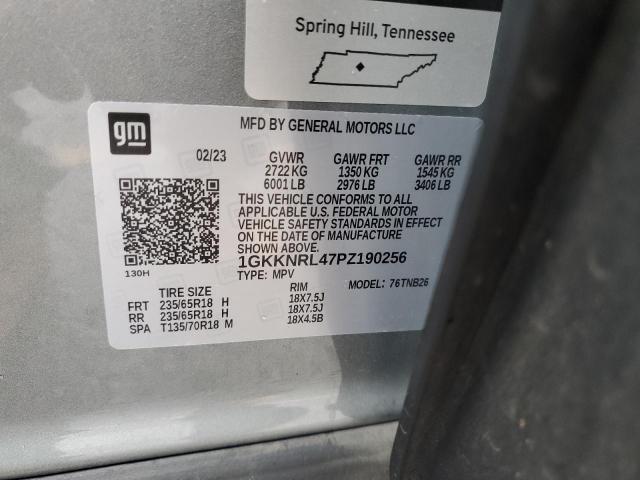 Spring Hill, Tennessee
gm
MFD BY GENERAL MOTORS LLC
02/23 GVWR GAWR FRT GAWR RR
2722 KG 1350 KG 1545 KG
6001 LB 2976 LB 3406 LB
THIS VEHICLE CONFORMS TO ALL
APPLICABLE U.S. FEDERAL MOTOR
VEHICLE SAFETY STANDARDS IN EFFECT
ON THE DATE OF MANUFACTURE
SHOWN ABOVE.
130H 1GKKNRL47PZ190256
TYPE: MPV MODEL: 76TNB26
TIRE SIZE RIM
FRT 235/65R18 H 18X7.5J
RR 235/65R18 H 18X7.5J
SPA T135/70R18 M 18X4.5B